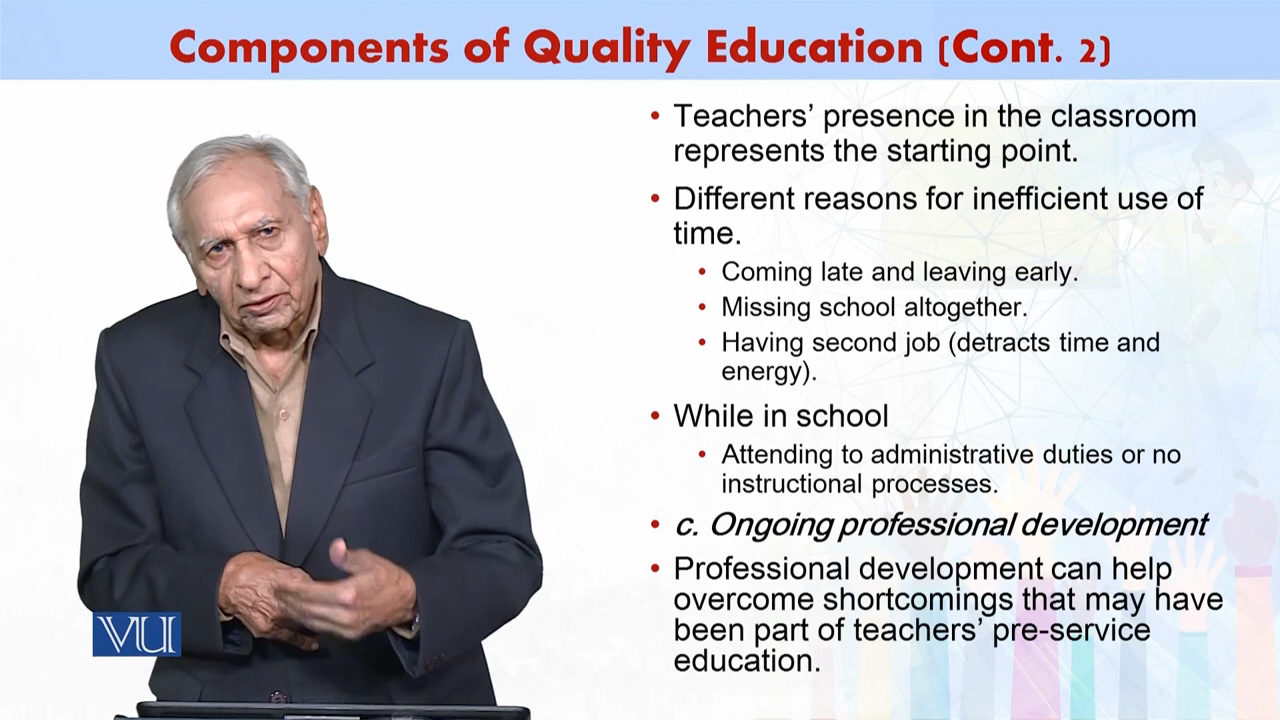 Components of Quality Education (Cont. 2)
• Teachers’ presence in the classroom
represents the starting point.
• Different reasons for inefficient use of
time.
• Coming late and leaving early.
• Missing school altogether.
• Having second job (detracts time and
energy).
• While in school
• Attending to administrative duties or no
instructional processes.
• c. Ongoing professional development
• Professional development can help
overcome shortcomings that may have
been part of teachers’ pre-service
education.
VU